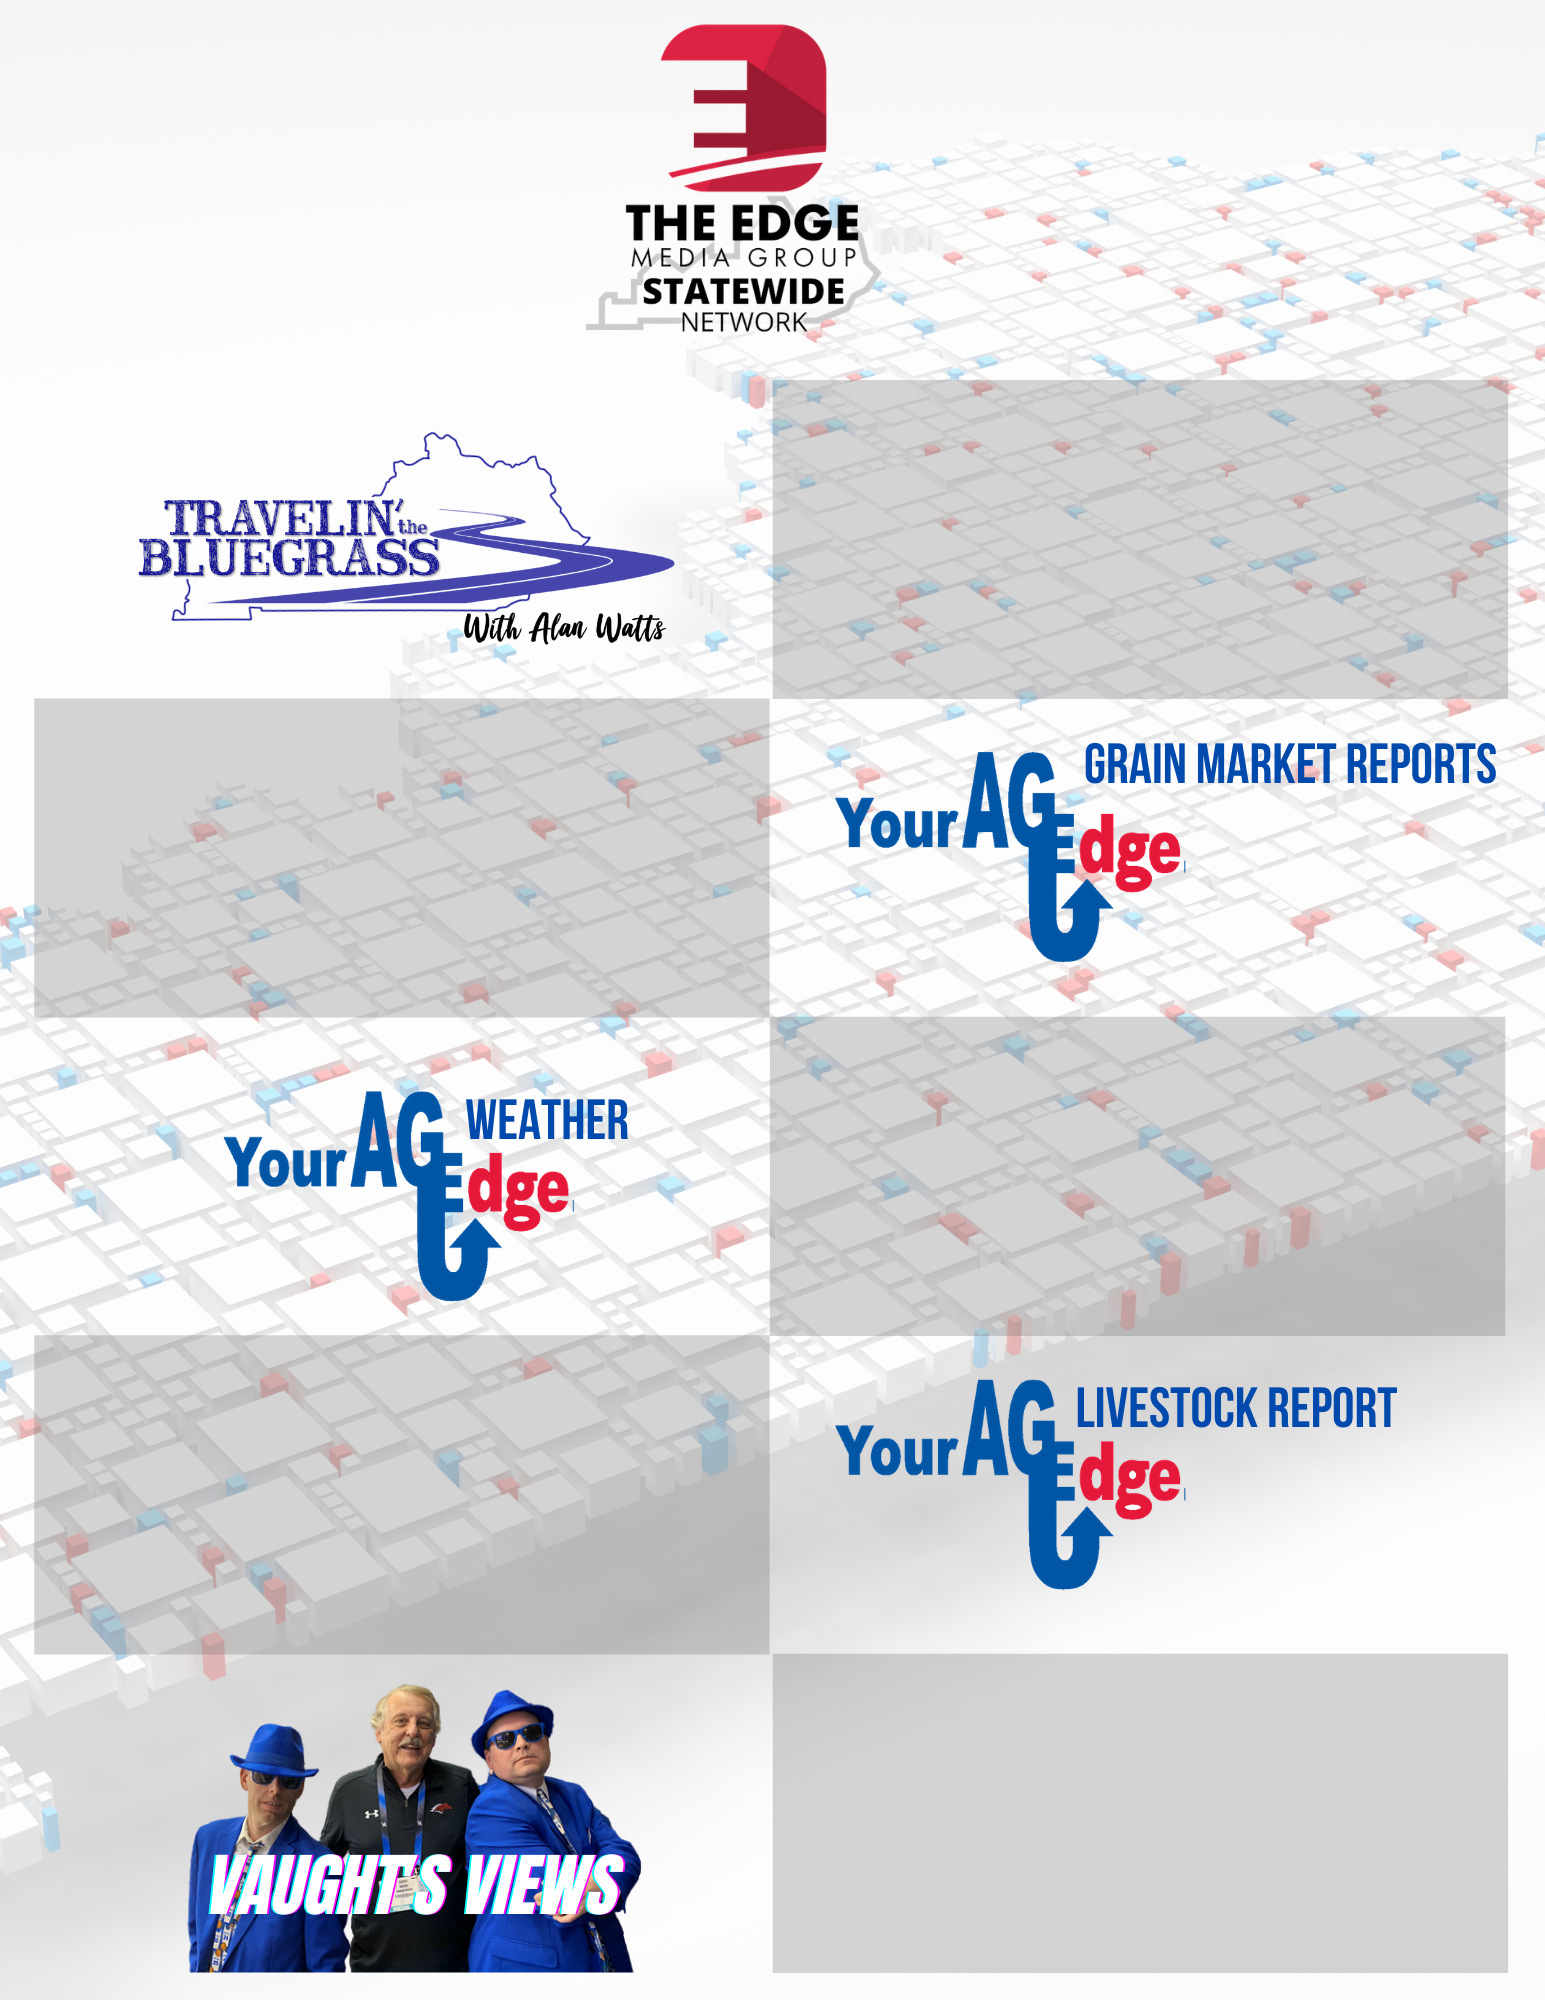 THE EDGE
MEDIA GROUP
STATEWIDE
NETWORK
TRAVELIN' the
BLUEGRASS
With Alan Watts
GRAIN MARKET REPORTS
Your AG Edge
WEATHER
Your AG Edge
LIVESTOCK REPORT
Your AG Edge
VAUGHT'S VIEWS